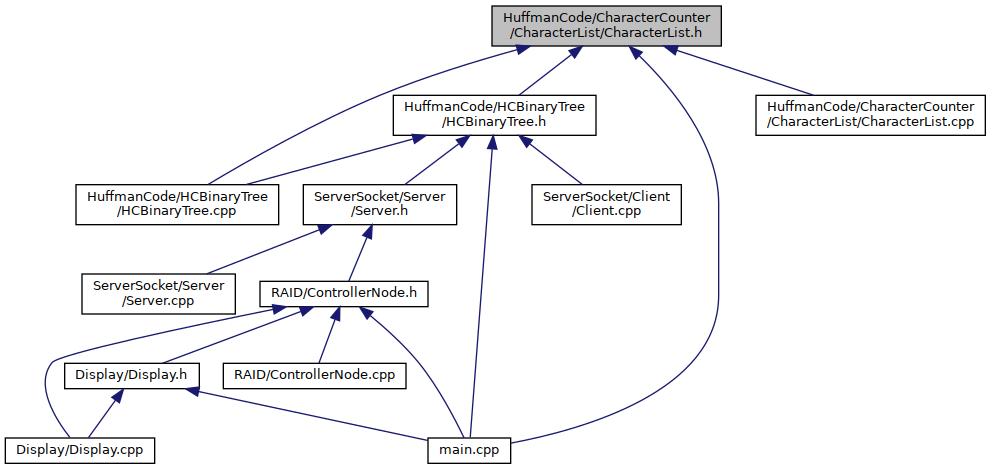 HuffmanCode/CharacterCounter
/CharacterList/CharacterList.h
HuffmanCode/HCBinaryTree
/HCBinaryTree.h
HuffmanCode/CharacterCounter
/CharacterList/CharacterList.cpp
HuffmanCode/HCBinaryTree
/HCBinaryTree.cpp
ServerSocket/Server
/Server.h
ServerSocket/Client
/Client.cpp
ServerSocket/Server
/Server.cpp
RAID/ControllerNode.h
Display/Display.h
RAID/ControllerNode.cpp
Display/Display.cpp
main.cpp